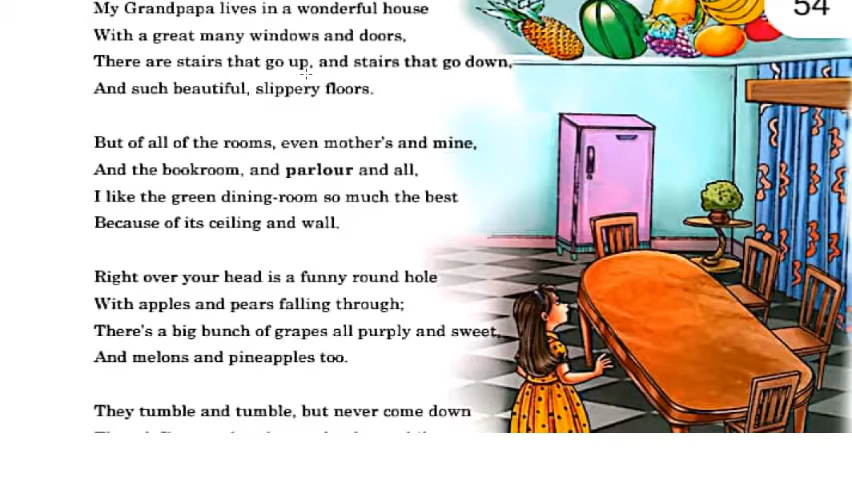 My Grandpapa lives in a wonderful house
With a great many windows and doors,
There are stairs that go up, and stairs that go down,
And such beautiful, slippery floors.
But of all of the rooms, even mother's and mine,
And the bookroom, and parlour and all,
I like the green dining-room so much the best
Because of its ceiling and wall.
Right over your head is a funny round hole
With apples and pears falling through;
There's a big bunch of grapes all purply and sweet,
And melons and pineapples too.
They tumble and tumble, but never come down
54